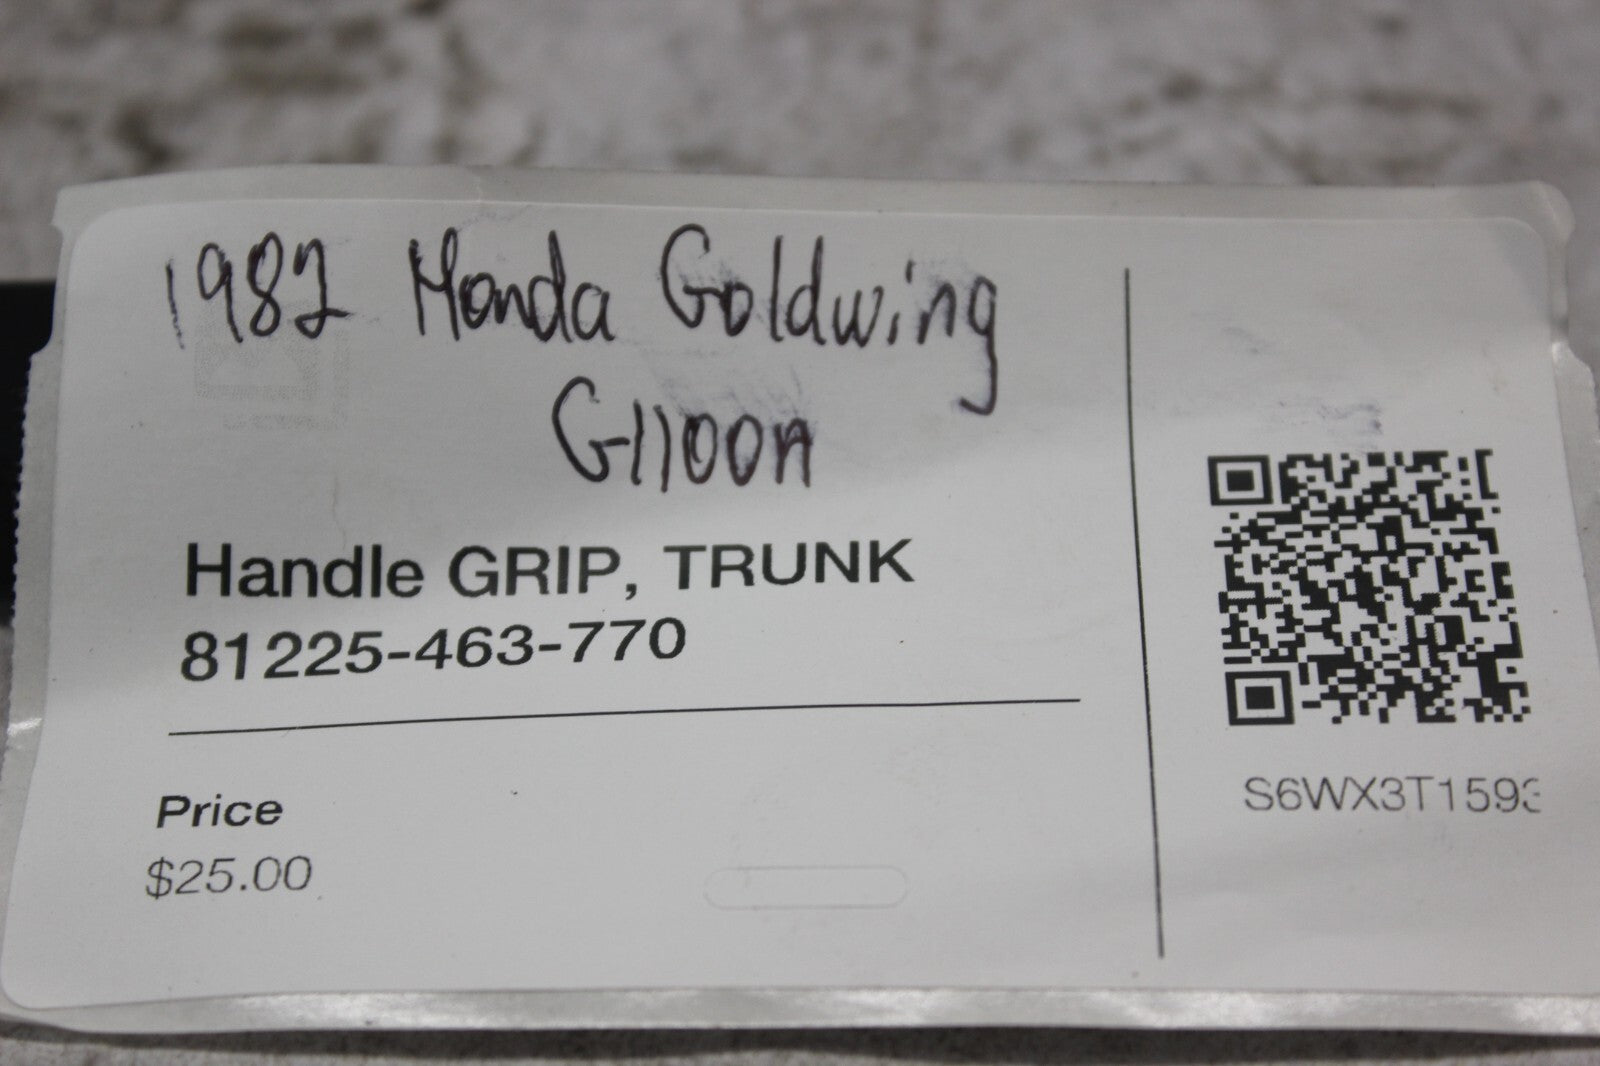 1982 Honda Goldwing
G1100A
Handle GRIP, TRUNK
81225-463-770
Price
$25.00
S6WX3T1593